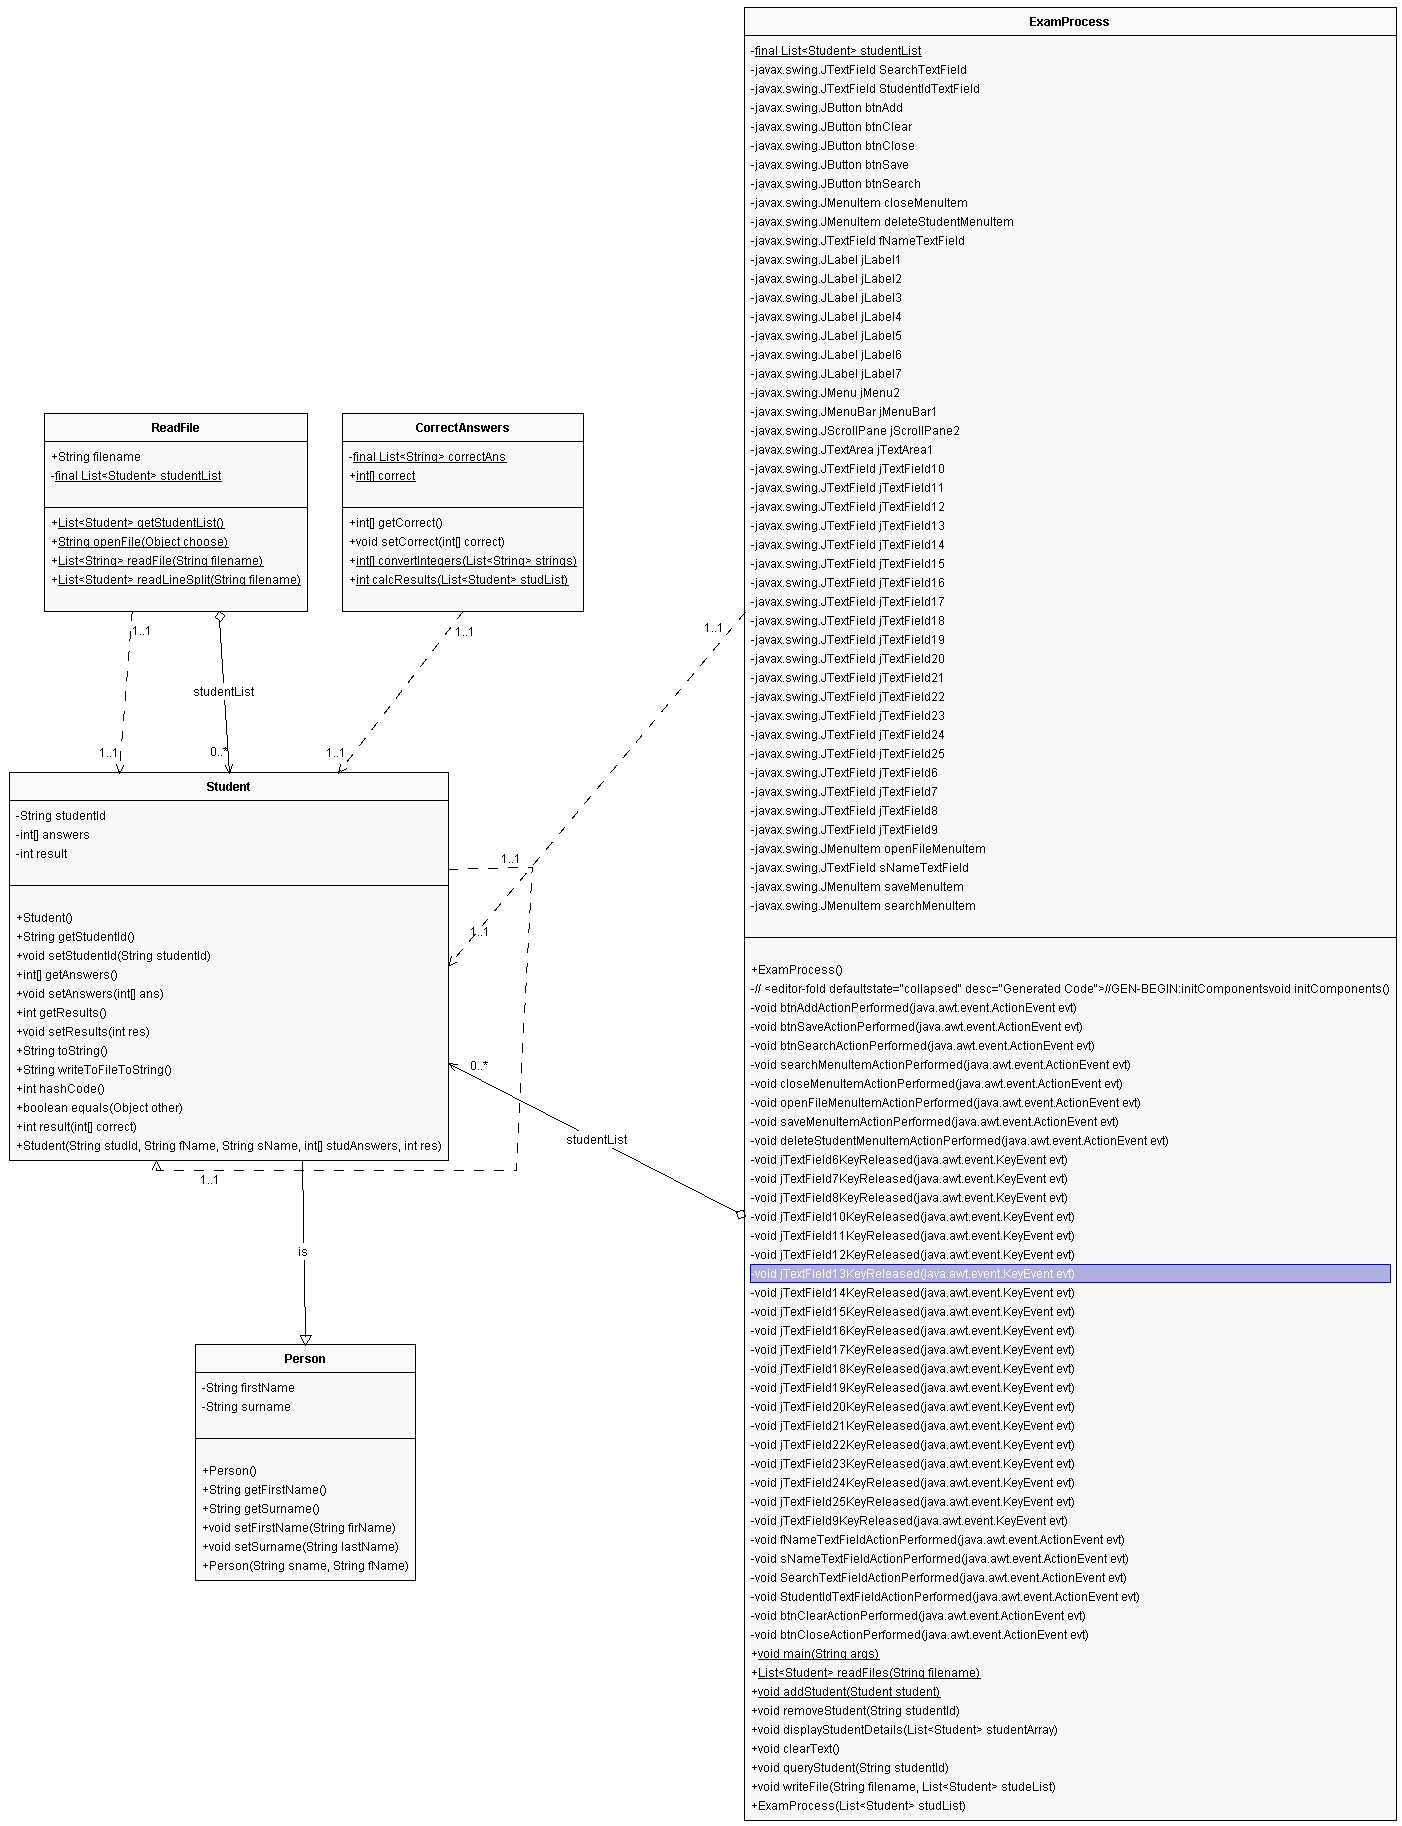 ExamProcess
-final List<Student> studentList
-javax.swing.JTextField SearchTextField
-javax.swing.JTextField StudentIdTextField
-javax.swing.JButton btnAdd
-javax.swing.JButton btnClear
-javax.swing.JButton btnClose
-javax.swing.JButton btnSave
-javax.swing.JButton btnSearch
-javax.swing.JMenuItem closeMenuItem
-javax.swing.JMenuItem deleteStudentMenuItem
-javax.swing.JTextField fNameTextField
-javax.swing.JLabel jLabel1
-javax.swing.JLabel jLabel2
-javax.swing.JLabel jLabel3
-javax.swing.JLabel jLabel4
-javax.swing.JLabel jLabel5
-javax.swing.JLabel jLabel6
-javax.swing.JLabel jLabel7
-javax.swing.JMenu jMenu2
-javax.swing.JMenuBar jMenuBar1
-javax.swing.JScrollPane jScrollPane2
-javax.swing.JTextArea jTextArea1
-javax.swing.JTextField jTextField10
-javax.swing.JTextField jTextField11
-javax.swing.JTextField jTextField12
-javax.swing.JTextField jTextField13
-javax.swing.JTextField jTextField14
-javax.swing.JTextField jTextField15
-javax.swing.JTextField jTextField16
-javax.swing.JTextField jTextField17
-javax.swing.JTextField jTextField18
-javax.swing.JTextField jTextField19
-javax.swing.JTextField jTextField20
-javax.swing.JTextField jTextField21
-javax.swing.JTextField jTextField22
-javax.swing.JTextField jTextField23
-javax.swing.JTextField jTextField24
-javax.swing.JTextField jTextField25
-javax.swing.JTextField jTextField6
-javax.swing.JTextField jTextField7
-javax.swing.JTextField jTextField8
-javax.swing.JTextField jTextField9
-javax.swing.JMenuItem openFileMenuItem
-javax.swing.JTextField sNameTextField
-javax.swing.JMenuItem saveMenuItem
-javax.swing.JMenuItem searchMenuItem
+ExamProcess()
-// <editor-fold defaultstate="collapsed" desc="Generated Code">//GEN-BEGIN:initComponentsvoid initComponents()
-void btnAddActionPerformed(java.awt.event.ActionEvent evt)
-void btnSaveActionPerformed(java.awt.event.ActionEvent evt)
-void btnSearchActionPerformed(java.awt.event.ActionEvent evt)
-void searchMenuItemActionPerformed(java.awt.event.ActionEvent evt)
-void closeMenuItemActionPerformed(java.awt.event.ActionEvent evt)
-void openFileMenuItemActionPerformed(java.awt.event.ActionEvent evt)
-void saveMenuItemActionPerformed(java.awt.event.ActionEvent evt)
-void deleteStudentMenuItemActionPerformed(java.awt.event.ActionEvent evt)
-void jTextField6KeyReleased(java.awt.event.KeyEvent evt)
-void jTextField7KeyReleased(java.awt.event.KeyEvent evt)
-void jTextField8KeyReleased(java.awt.event.KeyEvent evt)
-void jTextField10KeyReleased(java.awt.event.KeyEvent evt)
-void jTextField11KeyReleased(java.awt.event.KeyEvent evt)
-void jTextField12KeyReleased(java.awt.event.KeyEvent evt)
-void jTextField13KeyReleased(java.awt.event.KeyEvent evt)
-void jTextField14KeyReleased(java.awt.event.KeyEvent evt)
-void jTextField15KeyReleased(java.awt.event.KeyEvent evt)
-void jTextField16KeyReleased(java.awt.event.KeyEvent evt)
-void jTextField17KeyReleased(java.awt.event.KeyEvent evt)
-void jTextField18KeyReleased(java.awt.event.KeyEvent evt)
-void jTextField19KeyReleased(java.awt.event.KeyEvent evt)
-void jTextField20KeyReleased(java.awt.event.KeyEvent evt)
-void jTextField21KeyReleased(java.awt.event.KeyEvent evt)
-void jTextField22KeyReleased(java.awt.event.KeyEvent evt)
-void jTextField23KeyReleased(java.awt.event.KeyEvent evt)
-void jTextField24KeyReleased(java.awt.event.KeyEvent evt)
-void jTextField25KeyReleased(java.awt.event.KeyEvent evt)
-void jTextField9KeyReleased(java.awt.event.KeyEvent evt)
-void fNameTextFieldActionPerformed(java.awt.event.ActionEvent evt)
-void sNameTextFieldActionPerformed(java.awt.event.ActionEvent evt)
-void SearchTextFieldActionPerformed(java.awt.event.ActionEvent evt)
-void StudentIdTextFieldActionPerformed(java.awt.event.ActionEvent evt)
-void btnClearActionPerformed(java.awt.event.ActionEvent evt)
-void btnCloseActionPerformed(java.awt.event.ActionEvent evt)
+void main(String args)
+List<Student> readFiles(String filename)
+void addStudent(Student student)
+void removeStudent(String studentId)
+void displayStudentDetails(List<Student> studentArray)
+void clearText()
+void queryStudent(String studentId)
+void writeFile(String filename, List<Student> studeList)
+ExamProcess(List<Student> studList)
ReadFile
+String filename
-final List<Student> studentList
+List<Student> getStudentList()
+String openFile(Object choose)
+List<String> readFile(String filename)
+List<Student> readLineSplit(String filename)
CorrectAnswers
-final List<String> correctAns
+int[] correct
+int[] getCorrect()
+void setCorrect(int[] correct)
+int[] convertIntegers(List<String> strings)
+int calcResults(List<Student> studList)
1..1
1..1
1..1
studentList
1..1
0..*
1..1
Student
-String studentId
-int[] answers
-int result
+Student()
+String getStudentId()
+void setStudentId(String studentId)
+int[] getAnswers()
+void setAnswers(int[] ans)
+int getResults()
+void setResults(int res)
+String toString()
+String writeToFileToString()
+int hashCode()
+boolean equals(Object other)
+int result(int[] correct)
+Student(String studId, String fName, String sName, int[] studAnswers, int res)
1..1
1..1
0..*
studentList
1..1
is
Person
-String firstName
-String surname
+Person()
+String getFirstName()
+String getSurname()
+void setFirstName(String firName)
+void setSurname(String lastName)
+Person(String sname, String fName)